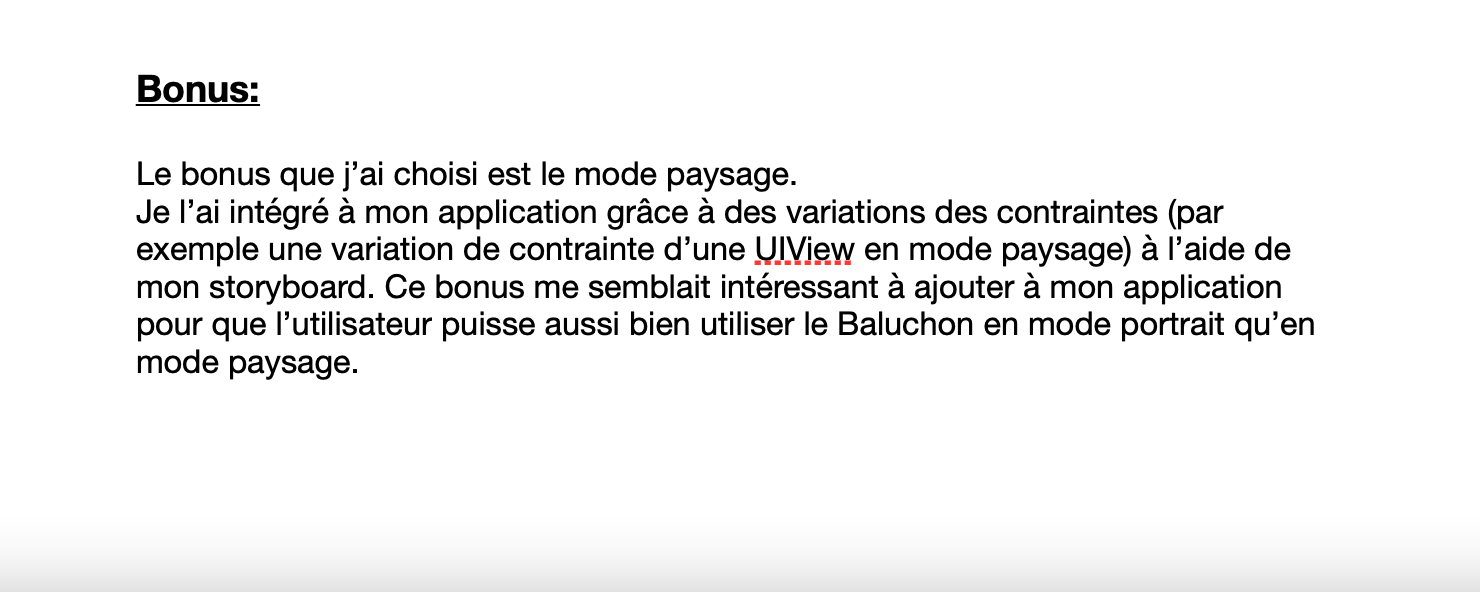 Bonus:
Le bonus que j’ai choisi est le mode paysage.
Je l’ai intégré à mon application grâce à des variations des contraintes (par
exemple une variation de contrainte d’une UIView en mode paysage) à l’aide de
mon storyboard. Ce bonus me semblait intéressant à ajouter à mon application
pour que l’utilisateur puisse aussi bien utiliser le Baluchon en mode portrait qu’en
mode paysage.